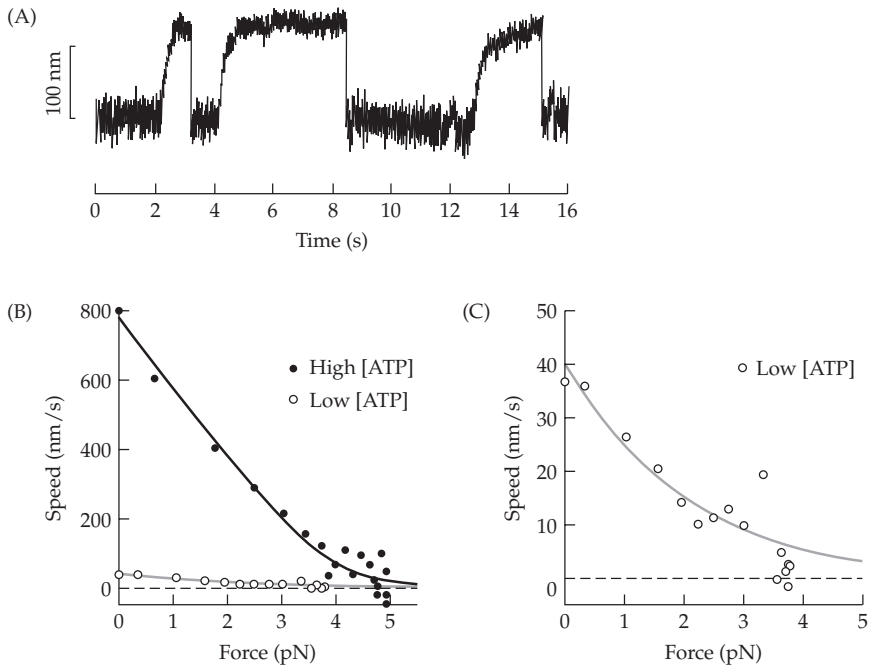 (A)
100 nm
0 2 4 6 8 10 12 14 16
Time (s)
(B)
800
600
400
200
0
Speed (nm/s)
High [ATP]
Low [ATP]
0 1 2 3 4 5
Force (pN)
(C)
50
40
30
20
10
0
Speed (nm/s)
Low [ATP]
0 1 2 3 4 5
Force (pN)